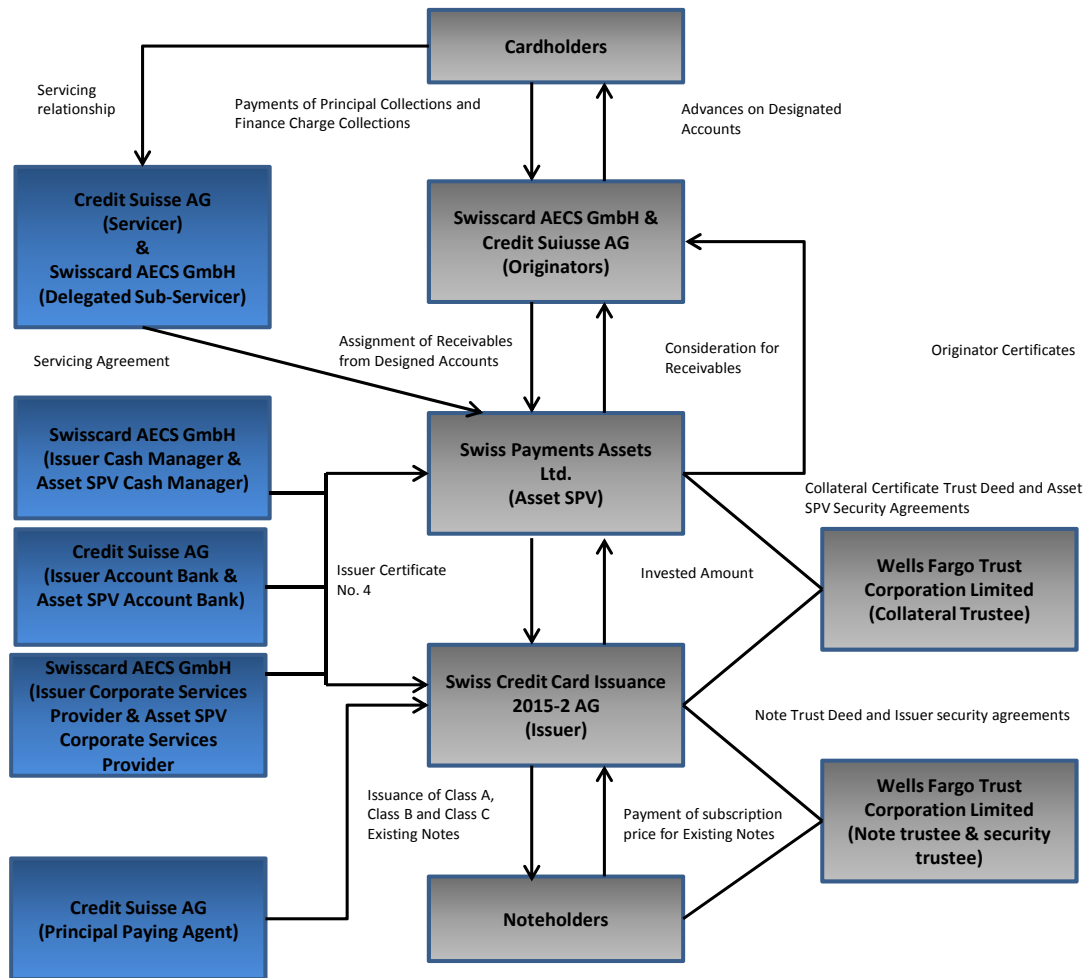 Cardholders
Servicing
relationship
Payments of Principal Collections and
Finance Charge Collections
Advances on Designated
Accounts
Credit Suisse AG
(Servicer)
&
Swisscard AECS GmbH
(Delegated Sub-Servicer)
Swisscard AECS GmbH &
Credit Suiusse AG
(Originators)
Servicing Agreement
Assignment of Receivables
from Designed Accounts
Consideration for
Receivables
Originator Certificates
Swisscard AECS GmbH
(Issuer Cash Manager &
Asset SPV Cash Manager)
Swiss Payments Assets
Ltd.
(Asset SPV)
Collateral Certificate Trust Deed and Asset
SPV Security Agreements
Credit Suisse AG
(Issuer Account Bank &
Asset SPV Account Bank)
Issuer Certificate
No. 4
Invested Amount
Wells Fargo Trust
Corporation Limited
(Collateral Trustee)
Swisscard AECS GmbH
(Issuer Corporate Services
Provider & Asset SPV
Corporate Services
Provider
Swiss Credit Card Issuance
2015-2 AG
(Issuer)
Note Trust Deed and Issuer security agreements
Issuance of Class A,
Class B and Class C
Existing Notes
Payment of subscription
price for Existing Notes
Wells Fargo Trust
Corporation Limited
(Note trustee & security
trustee)
Credit Suisse AG
(Principal Paying Agent)
Noteholders